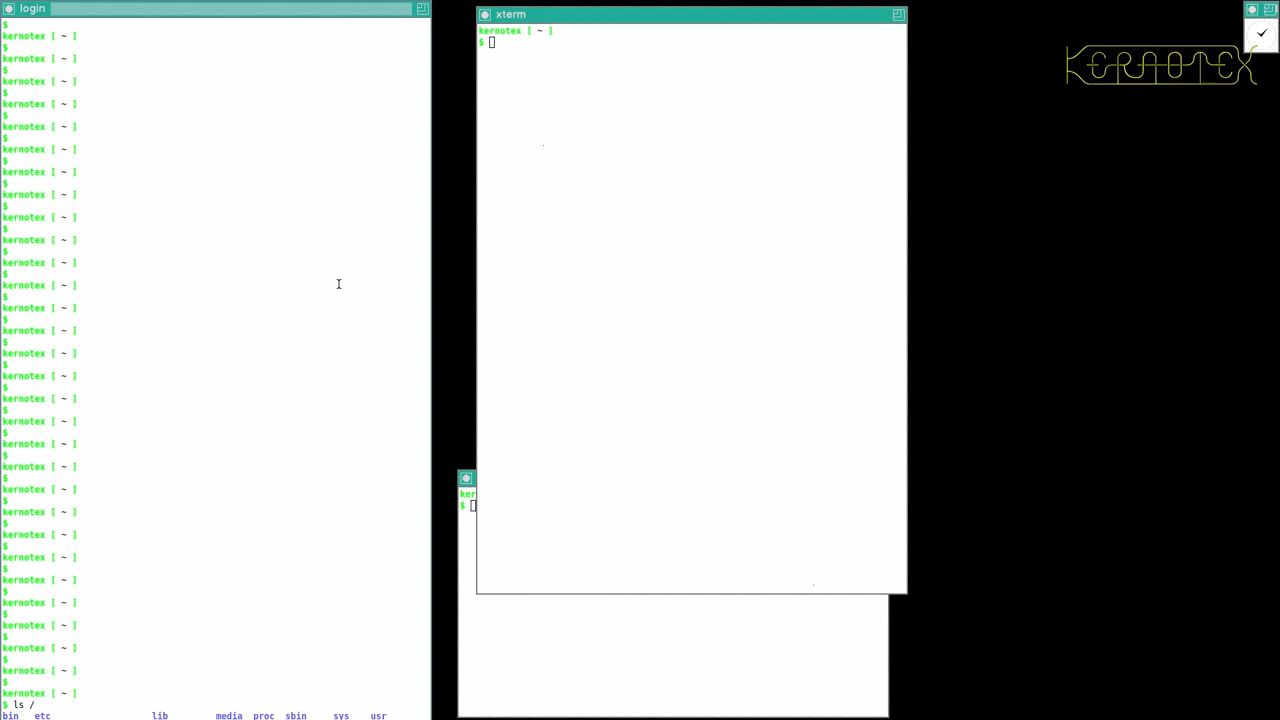 login
$
kernotex [ ~ ]
$
kernotex [ ~ ]
$
kernotex [ ~ ]
$
kernotex [ ~ ]
$
kernotex [ ~ ]
$
kernotex [ ~ ]
$
kernotex [ ~ ]
$
kernotex [ ~ ]
$
kernotex [ ~ ]
$
kernotex [ ~ ]
$
kernotex [ ~ ]
$
kernotex [ ~ ]
$
kernotex [ ~ ]
$
kernotex [ ~ ]
$
kernotex [ ~ ]
$
kernotex [ ~ ]
$
kernotex [ ~ ]
$
kernotex [ ~ ]
$
kernotex [ ~ ]
$
kernotex [ ~ ]
$
kernotex [ ~ ]
$
kernotex [ ~ ]
$
kernotex [ ~ ]
$
kernotex [ ~ ]
$
kernotex [ ~ ]
$
kernotex [ ~ ]
$
kernotex [ ~ ]
$
kernotex [ ~ ]
$
kernotex [ ~ ]
$
kernotex [ ~ ]
$ ls /
bin etc lib media proc sbin sys usr
xterm
kernotex [ ~ ]
$
ker
$
KERNOTEX